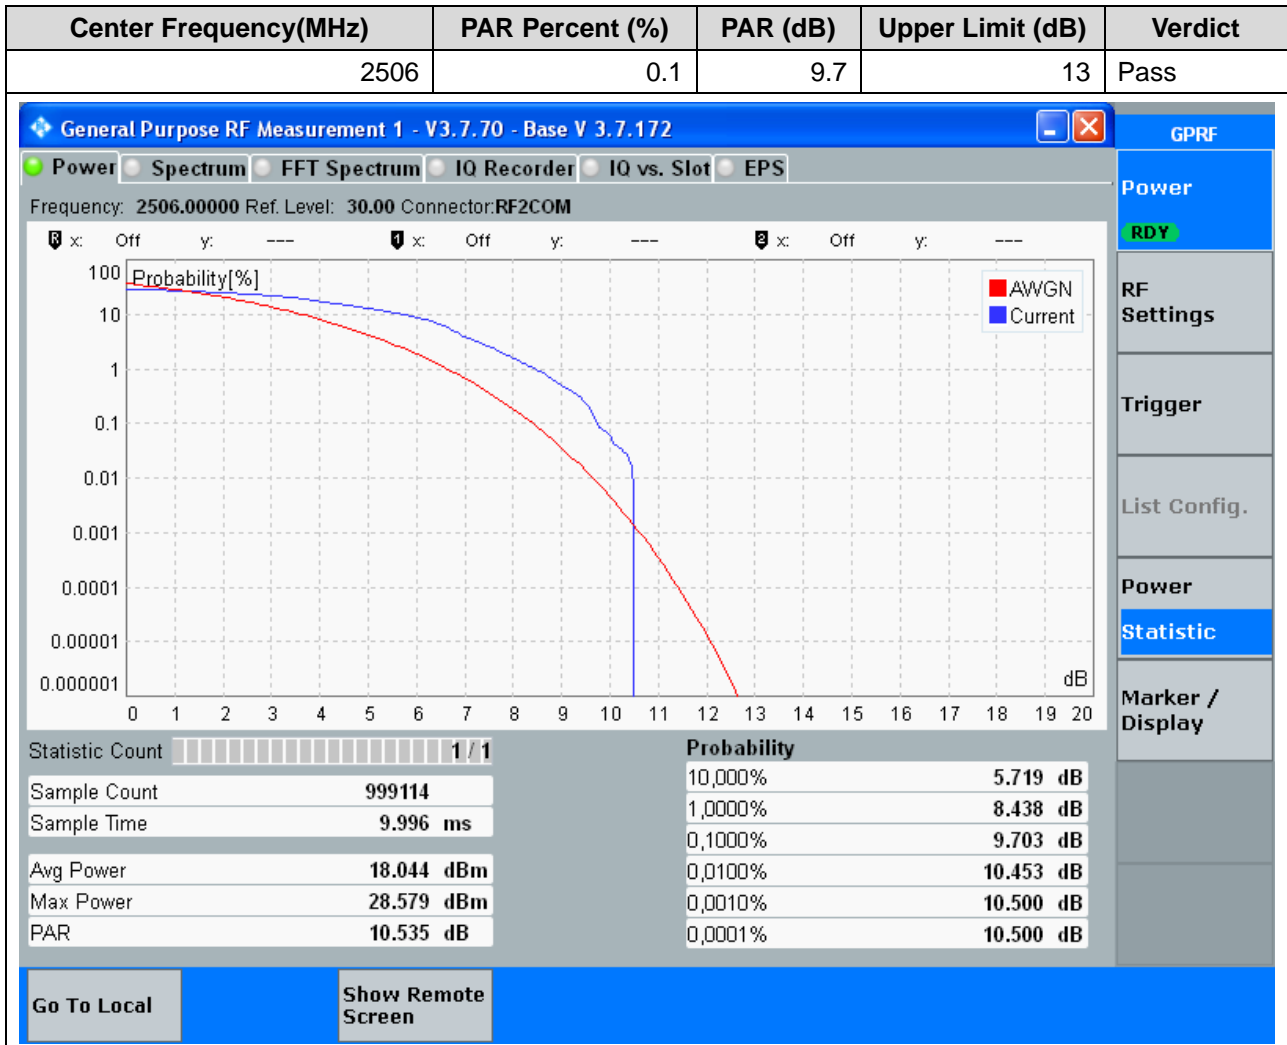 Center Frequency(MHz) PAR Percent (%) PAR (dB) Upper Limit (dB) Verdict
2506 0.1 9.7 13 Pass
General Purpose RF Measurement 1 - V3.7.70 - Base V 3.7.172
GPRF
Power Spectrum FFT Spectrum IQ Recorder IQ vs. Slot EPS
Frequency: 2506.00000 Ref. Level: 30.00 Connector:RF2COM
R x: Off y: --- 1 x: Off y: --- 2 x: Off y: ---
Probability[%]
AWGN
Current
100
10
1
0.1
0.01
0.001
0.0001
0.00001
0.000001
dB
0 1 2 3 4 5 6 7 8 9 10 11 12 13 14 15 16 17 18 19 20
Statistic Count 1 / 1
Sample Count 999114
Sample Time 9.996 ms
Avg Power 18.044 dBm
Max Power 28.579 dBm
PAR 10.535 dB
Probability
10,000% 5.719 dB
1,0000% 8.438 dB
0,1000% 9.703 dB
0,0100% 10.453 dB
0,0010% 10.500 dB
0,0001% 10.500 dB
Power
RDY
RF
Settings
Trigger
List Config.
Power
Statistic
Marker /
Display
Go To Local
Show Remote
Screen